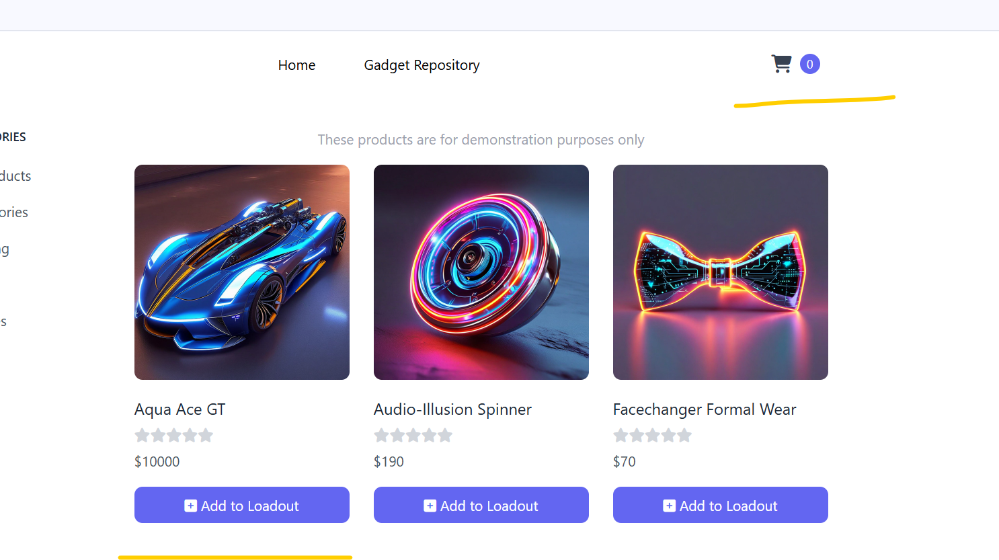 Home Gadget Repository 0
ORIES
These products are for demonstration purposes only
ducts
ories
g
s
Aqua Ace GT Audio-Illusion Spinner Facechanger Formal Wear
$10000 $190 $70
Add to Loadout Add to Loadout Add to Loadout